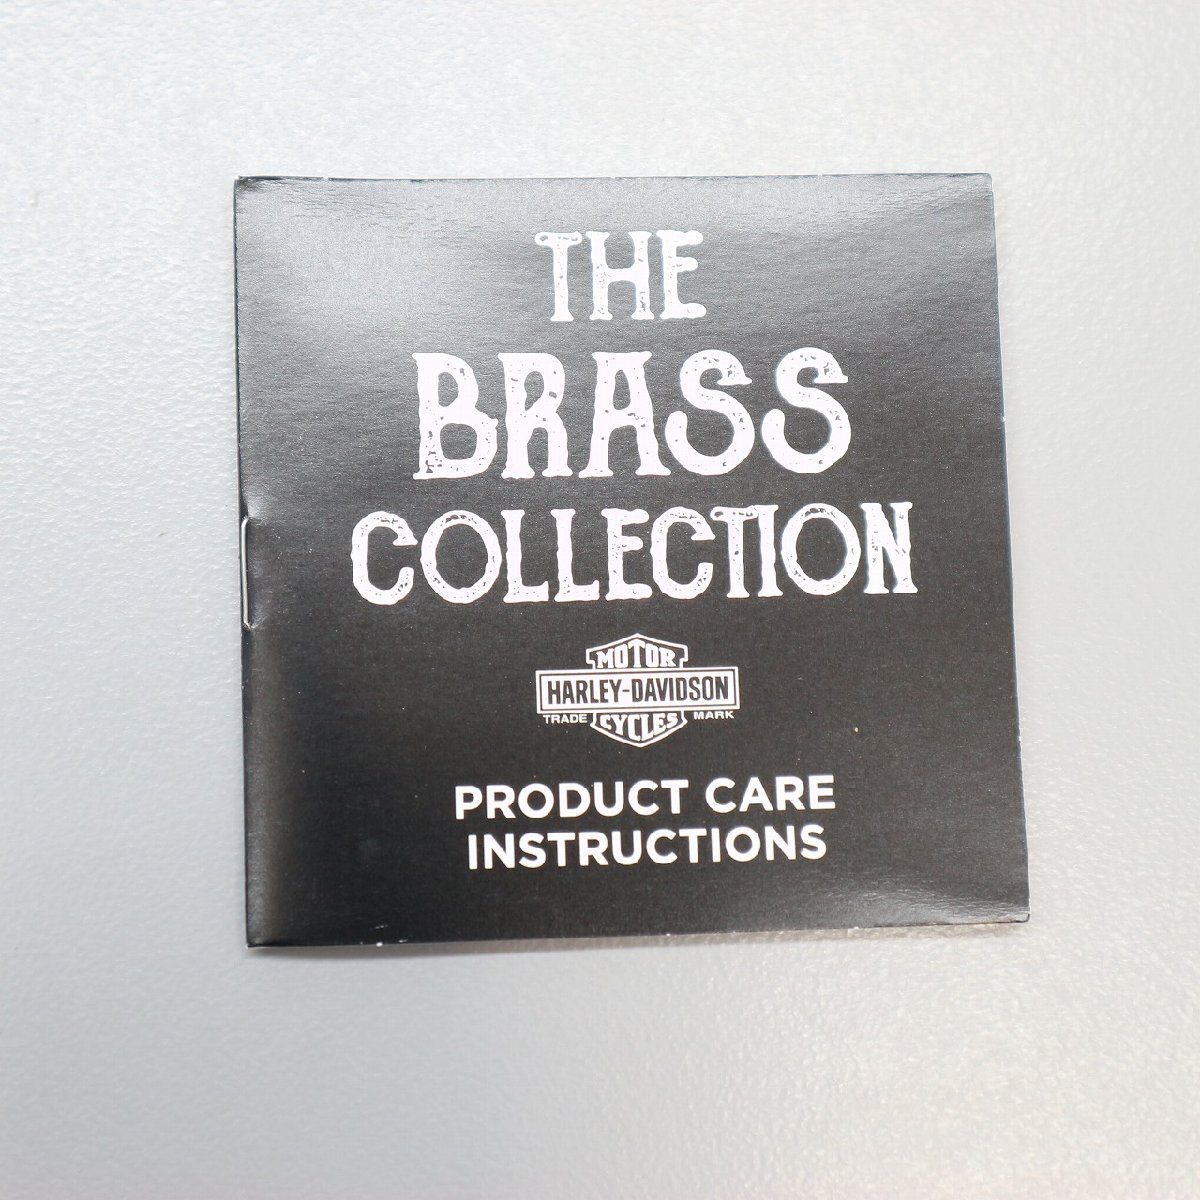 THE
BRASS
COLLECTION
MOTOR
HARLEY-DAVIDSON
TRADE MARK
CYCLES
PRODUCT CARE
INSTRUCTIONS